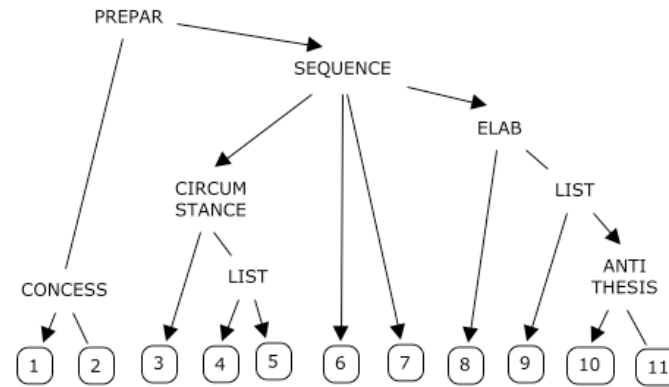 PREPAR
SEQUENCE
ELAB
CIRCUM
STANCE
LIST
LIST
ANTI
THESIS
CONCESS
1 2 3 4 5 6 7 8 9 10 11